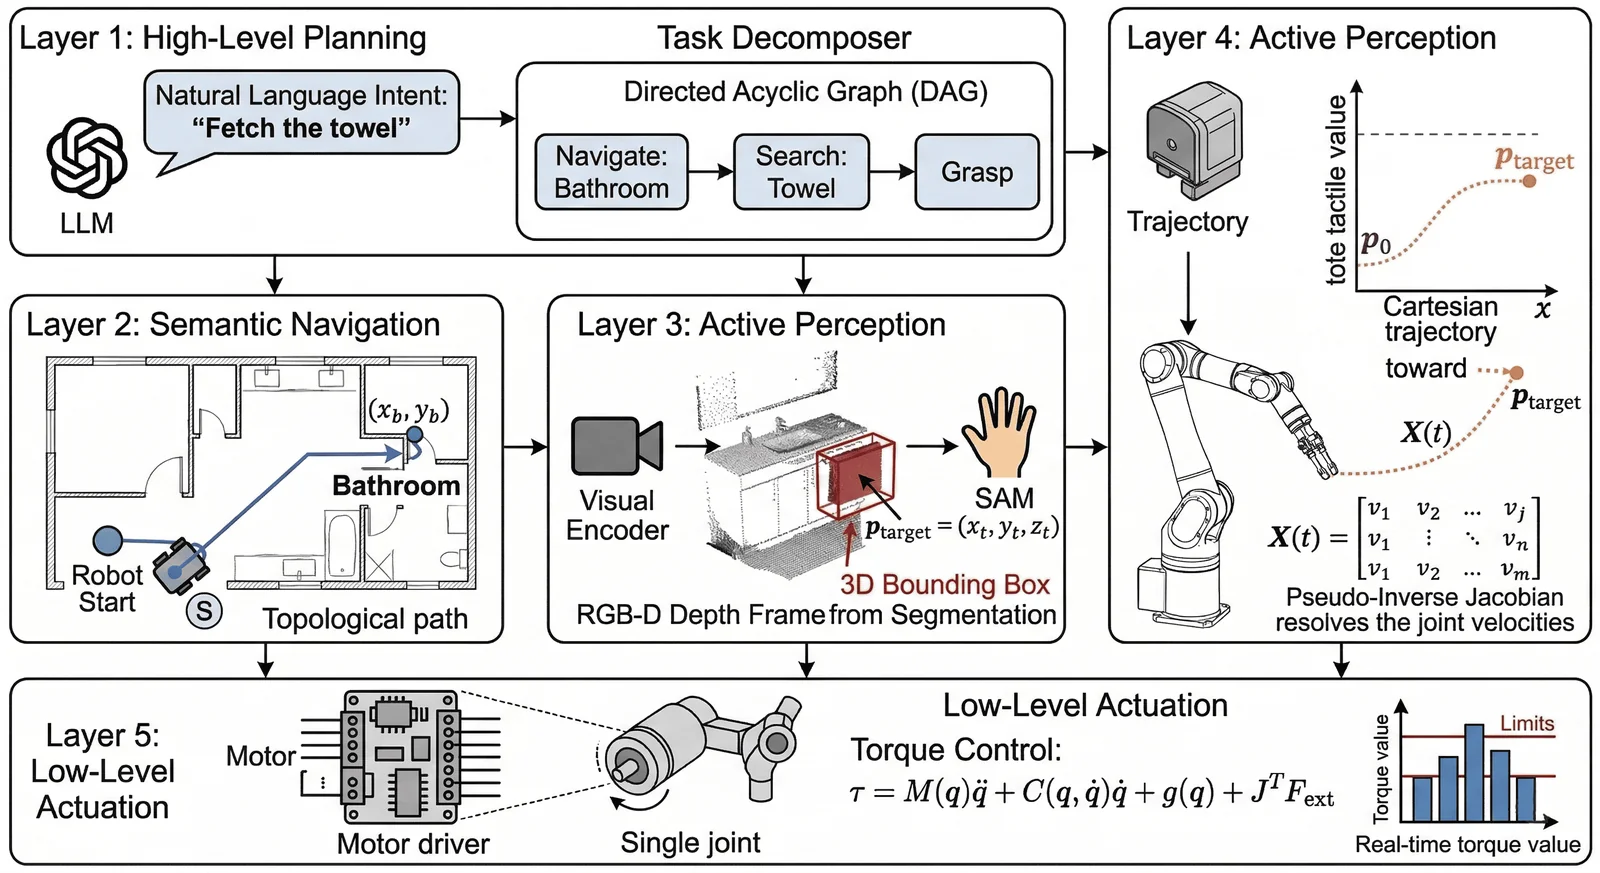 Layer 1: High-Level Planning
Natural Language Intent:
“Fetch the towel”
LLM
Task Decomposer
Directed Acyclic Graph (DAG)
Navigate:
Bathroom
Search:
Towel
Grasp
Layer 4: Active Perception
Trajectory
tote tactile value
p_target
p_0
Cartesian
trajectory
x
toward
p_target
X(t)
X(t) = [v_1 v_2 ... v_j
v_1 ⋮ ⋱ v_n
v_1 v_2 ... v_m]
Pseudo-Inverse Jacobian
resolves the joint velocities
Layer 2: Semantic Navigation
(x_b, y_b)
Bathroom
Robot
Start
S
Topological path
Layer 3: Active Perception
Visual
Encoder
SAM
p_target = (x_t, y_t, z_t)
3D Bounding Box
RGB-D Depth Frame from Segmentation
Layer 5:
Low-Level
Actuation
Motor
Motor driver
Single joint
Low-Level Actuation
Torque Control:
τ = M(q)q̈ + C(q, q̇)q̇ + g(q) + J^T F_ext
Torque value
Limits
Real-time torque value